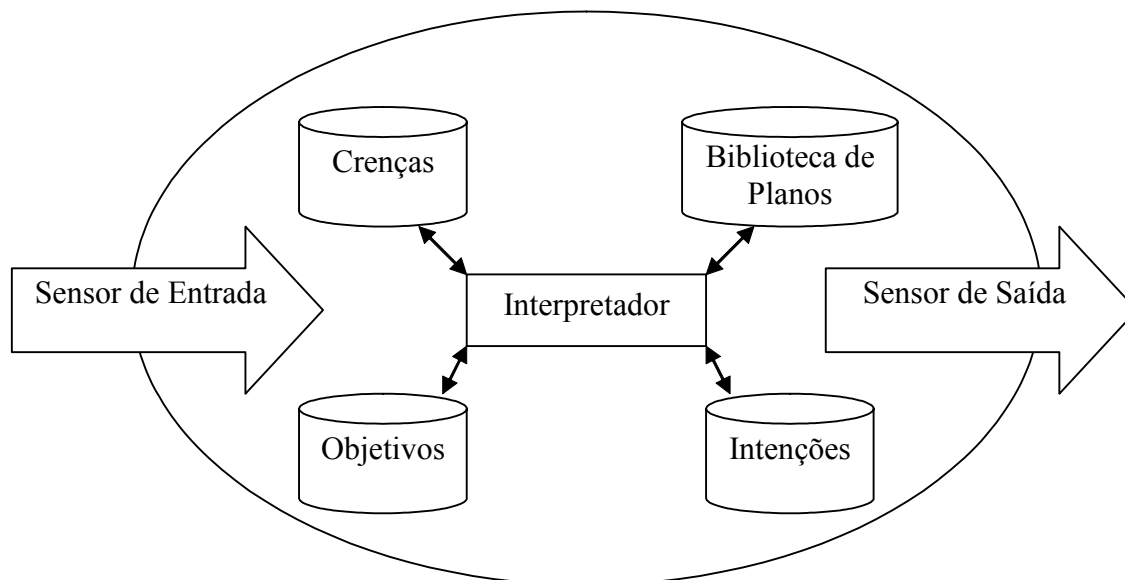 Crenças
Biblioteca de
Planos
Sensor de Entrada
Interpretador
Sensor de Saída
Objetivos
Intenções